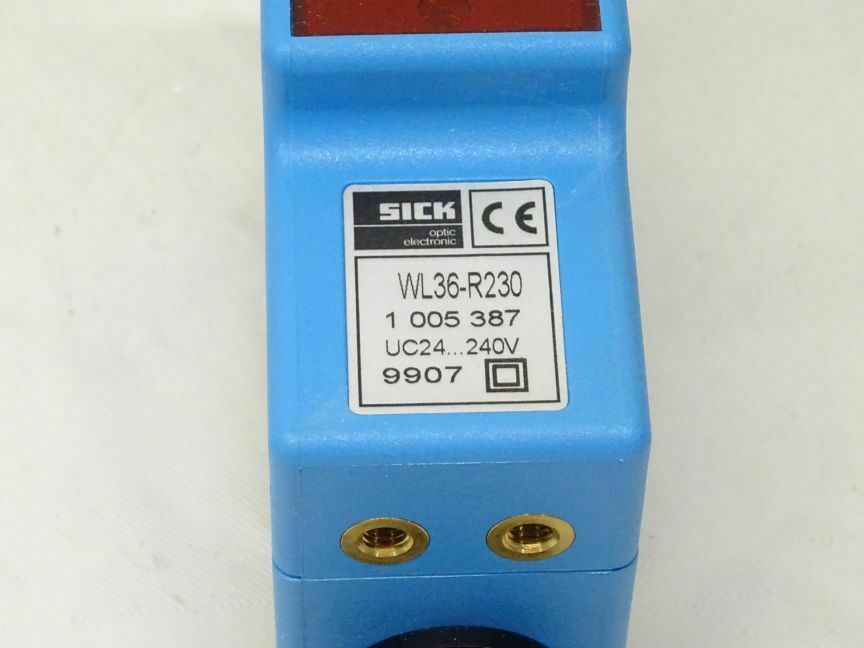 SICK
optic
electronic
CE
WL36-R230
1 005 387
UC24...240V
9907